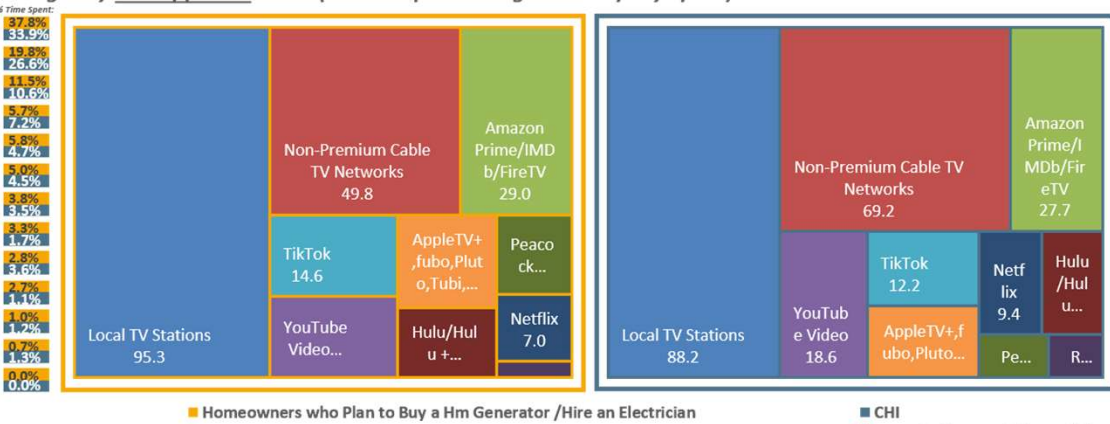 % Time Spent:
37.8%
33.9%
19.8%
26.6%
11.5%
10.6%
5.7%
7.2%
5.8%
4.7%
5.0%
4.5%
3.8%
3.5%
3.3%
1.7%
2.8%
3.6%
2.7%
1.1%
1.0%
1.2%
0.7%
1.3%
0.0%
0.0%
Local TV Stations
95.3
Non-Premium Cable
TV Networks
49.8
Amazon
Prime/IMD
b/FireTV
29.0
TikTok
14.6
AppleTV+
,fubo,Plut
o,Tubi,...
Peaco
ck...
YouTube
Video...
Hulu/Hul
u +...
Netflix
7.0
Local TV Stations
88.2
Non-Premium Cable TV
Networks
69.2
Amazon
Prime/I
MDb/Fir
eTV
27.7
YouTub
e Video
18.6
TikTok
12.2
AppleTV+,f
ubo,Pluto...
Netf
lix
9.4
Hulu
/Hul
u...
Pe...
R...
Homeowners who Plan to Buy a Hm Generator /Hire an Electrician
CHI